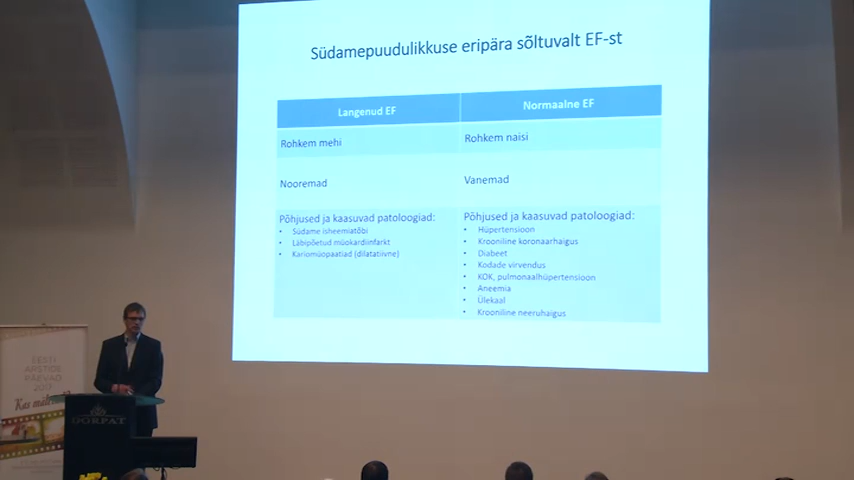 Südamepuudulikkuse eripära sõltuvalt EF-st
Langenud EF
Normaalne EF
Rohkem mehi
Rohkem naisi
Nooremad
Vanemad
Põhjused ja kaasuvad patoloogiad:
• Südame isheemiatõbi
• Läbipõetud müokardiinfarkt
• Kariomüopaatiad (dilatatiivne)
Põhjused ja kaasuvad patoloogiad:
• Hüpertensioon
• Krooniline koronaarhaigus
• Diabeet
• Kodade virvendus
• KOK, pulmonaalhüpertensioon
• Aneemia
• Ülekaal
• Krooniline neeruhaigus
EESTI
ARSTIDE
PÄEVAD
2017
Kas
DORPAT